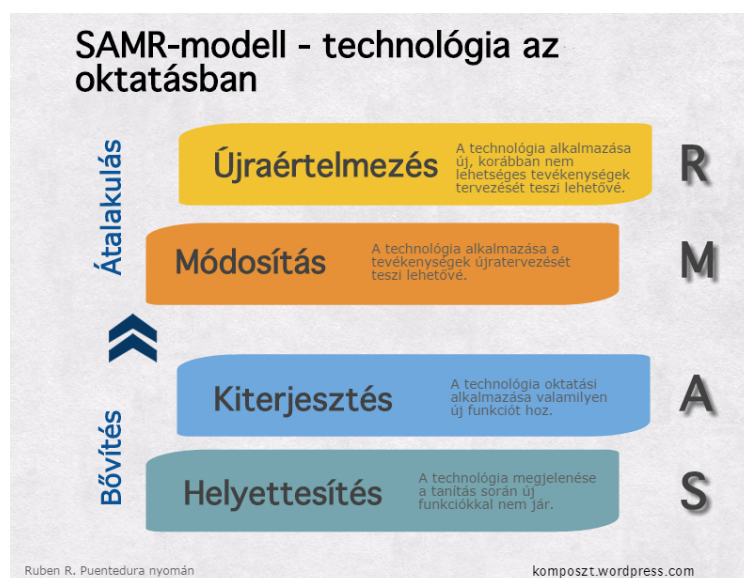 SAMR-modell - technológia az
oktatásban
Átalakulás
Újraértelmezés
A technológia alkalmazása
új, korábban nem
lehetséges tevékenységek
tervezését teszi lehetővé.
R
Módosítás
A technológia alkalmazása a
tevékenységek újratervezését
teszi lehetővé.
M
Bővítés
Kiterjesztés
A technológia oktatási
alkalmazása valamilyen
új funkciót hoz.
A
Helyettesítés
A technológia megjelenése
a tanítás során új
funkciókkal nem jár.
S
Ruben R. Puentedura nyomán
komposzt.wordpress.com